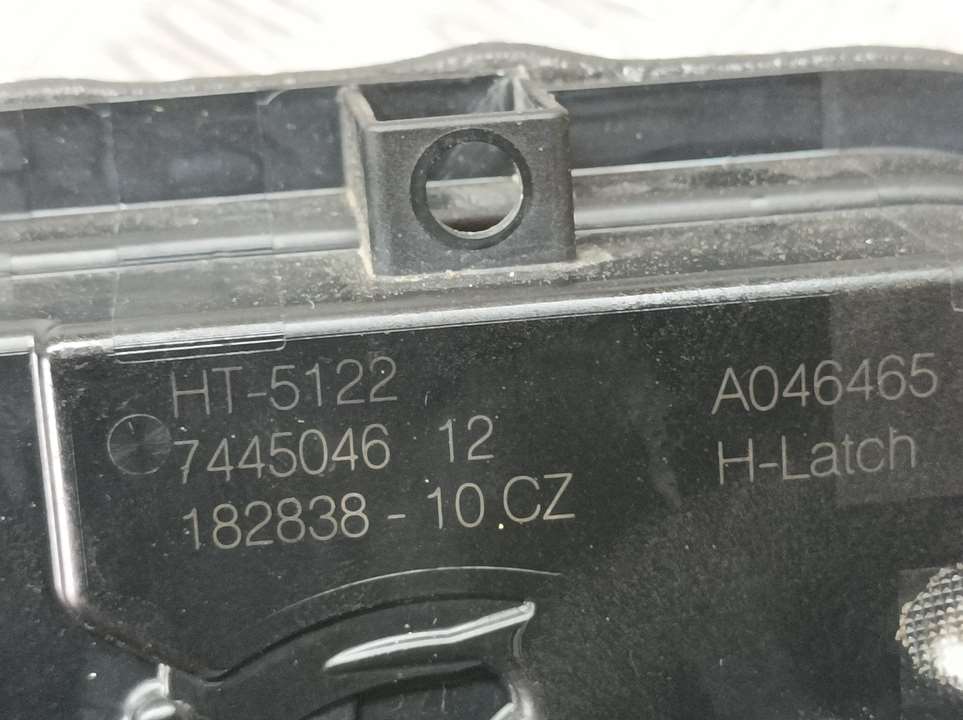 HT-5122
7445046 12
182838 - 10 CZ
A046465
H-Latch